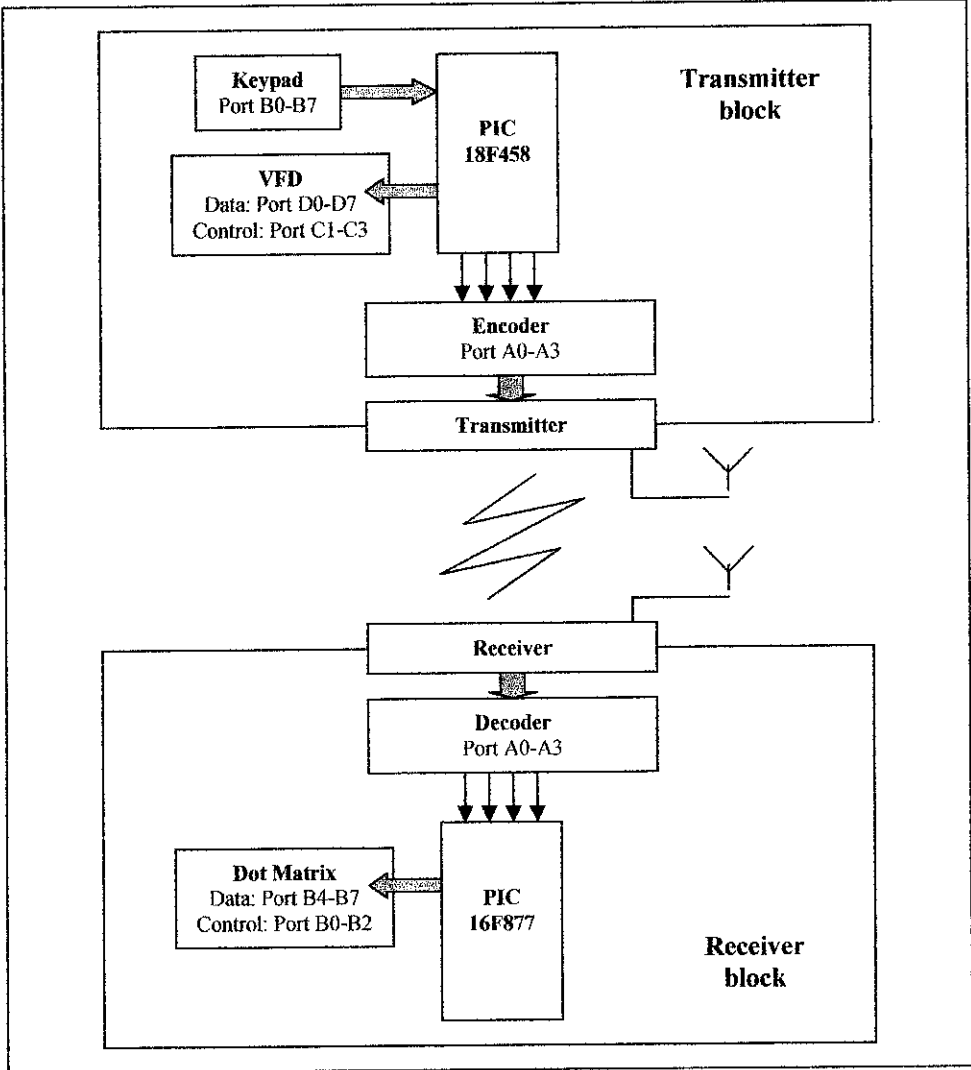 Keypad
Port B0-B7
Transmitter
block
PIC
18F458
VFD
Data: Port D0-D7
Control: Port C1-C3
Encoder
Port A0-A3
Transmitter
Receiver
Decoder
Port A0-A3
Dot Matrix
Data: Port B4-B7
Control: Port B0-B2
PIC
16F877
Receiver
block